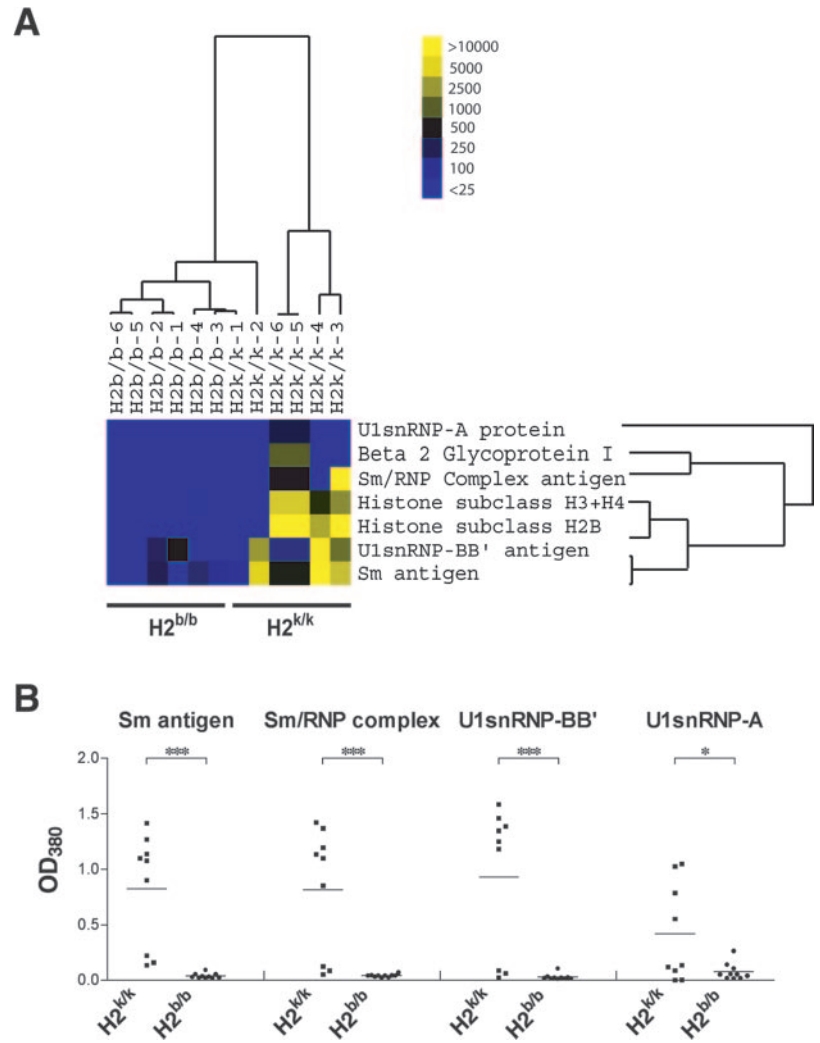 A
>10000
5000
2500
1000
500
250
100
<25
H2b/b-6
H2b/b-5
H2b/b-2
H2b/b-1
H2b/b-4
H2b/b-3
H2k/k-1
H2k/k-2
H2k/k-6
H2k/k-5
H2k/k-4
H2k/k-3
U1snRNP-A protein
Beta 2 Glycoprotein I
Sm/RNP Complex antigen
Histone subclass H3+H4
Histone subclass H2B
U1snRNP-BB' antigen
Sm antigen
H2b/b H2k/k
B
Sm antigen Sm/RNP complex U1snRNP-BB' U1snRNP-A
*** *** *** *
2.0
1.5
1.0
0.5
0.0
OD380
H2k/k H2b/b H2k/k H2b/b H2k/k H2b/b H2k/k H2b/b